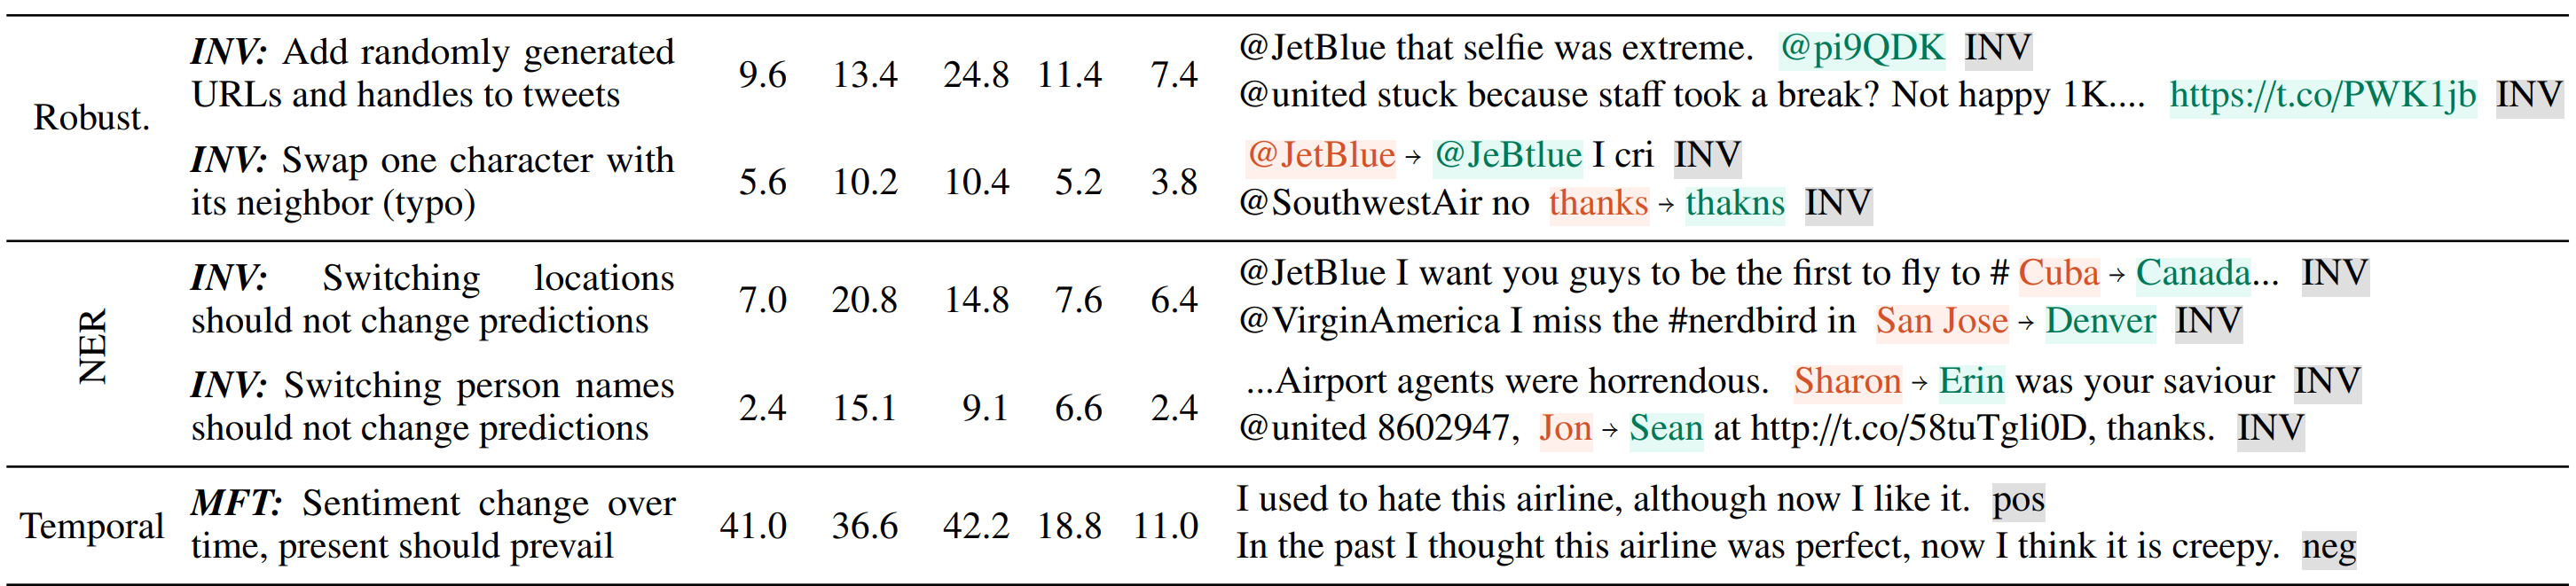 Robust.
INV: Add randomly generated URLs and handles to tweets
9.6 13.4 24.8 11.4 7.4
@JetBlue that selfie was extreme. @pi9QDK INV
@united stuck because staff took a break? Not happy 1K.... https://t.co/PWK1jb INV
INV: Swap one character with its neighbor (typo)
5.6 10.2 10.4 5.2 3.8
@JetBlue → @JeBtlue I cri INV
@SouthwestAir no thanks → thakns INV
NER
INV: Switching locations should not change predictions
7.0 20.8 14.8 7.6 6.4
@JetBlue I want you guys to be the first to fly to # Cuba → Canada... INV
@VirginAmerica I miss the #nerdbird in San Jose → Denver INV
INV: Switching person names should not change predictions
2.4 15.1 9.1 6.6 2.4
...Airport agents were horrendous. Sharon → Erin was your saviour INV
@united 8602947, Jon → Sean at http://t.co/58tuTgli0D, thanks. INV
Temporal
MFT: Sentiment change over time, present should prevail
41.0 36.6 42.2 18.8 11.0
I used to hate this airline, although now I like it. pos
In the past I thought this airline was perfect, now I think it is creepy. neg